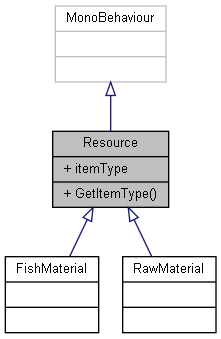 MonoBehaviour
Resource
+ itemType
+ GetItemType()
FishMaterial
RawMaterial